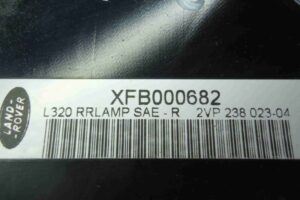 LAND-
ROVER
XFB000682
L320 RRLAMP SAE - R 2VP 238 023-04